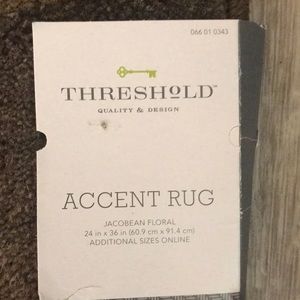 066 01 0343
THRESHOLD™
QUALITY & DESIGN
ACCENT RUG
JACOBEAN FLORAL
24 in x 36 in (60.9 cm x 91.4 cm)
ADDITIONAL SIZES ONLINE